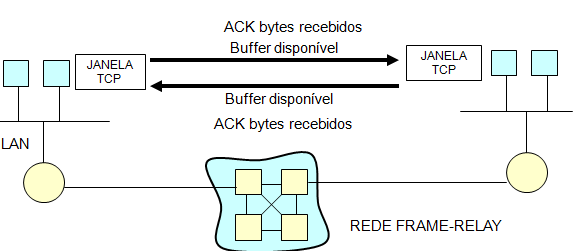 ACK bytes recebidos
Buffer disponível
JANELA
TCP
JANELA
TCP
Buffer disponível
ACK bytes recebidos
LAN
REDE FRAME-RELAY